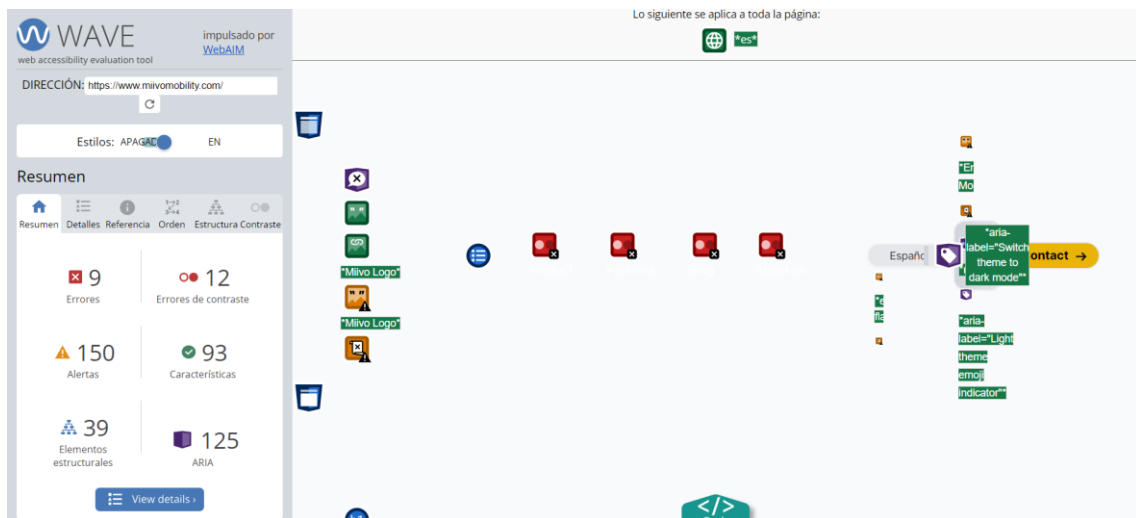 WAVE
web accessibility evaluation tool
impulsado por
WebAIM
DIRECCIÓN: https://www.miivomobility.com/
Estilos: APAGAD EN
Resumen
Resumen Detalles Referencia Orden Estructura Contraste
9
Errores
12
Errores de contraste
150
Alertas
93
Características
39
Elementos
estructurales
125
ARIA
View details ›
Lo siguiente se aplica a toda la página:
*es*
*Miivo Logo*
*Miivo Logo*
Mo
Español
*aria-
label="Switch
theme to
dark mode"*
ontact →
*aria-
label="Light
theme
emoji
indicator"*
</>